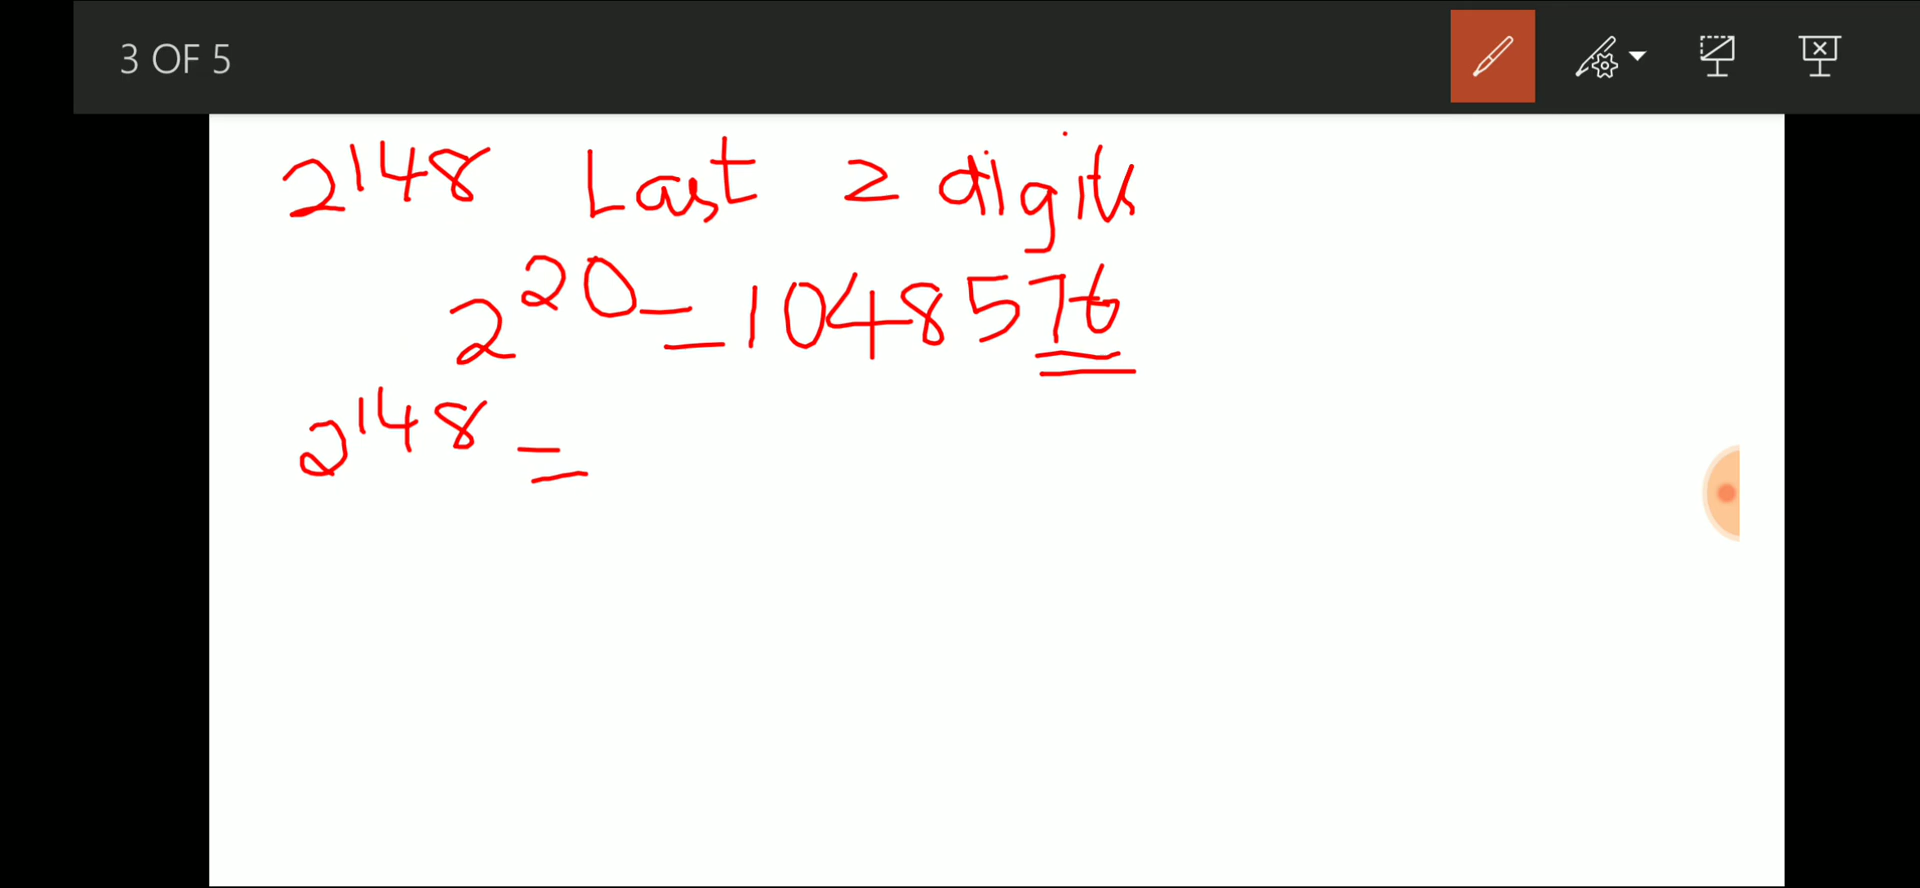 3 OF 5
2¹⁴⁸ Last 2 digits
2²⁰ = 1048576
2¹⁴⁸ =